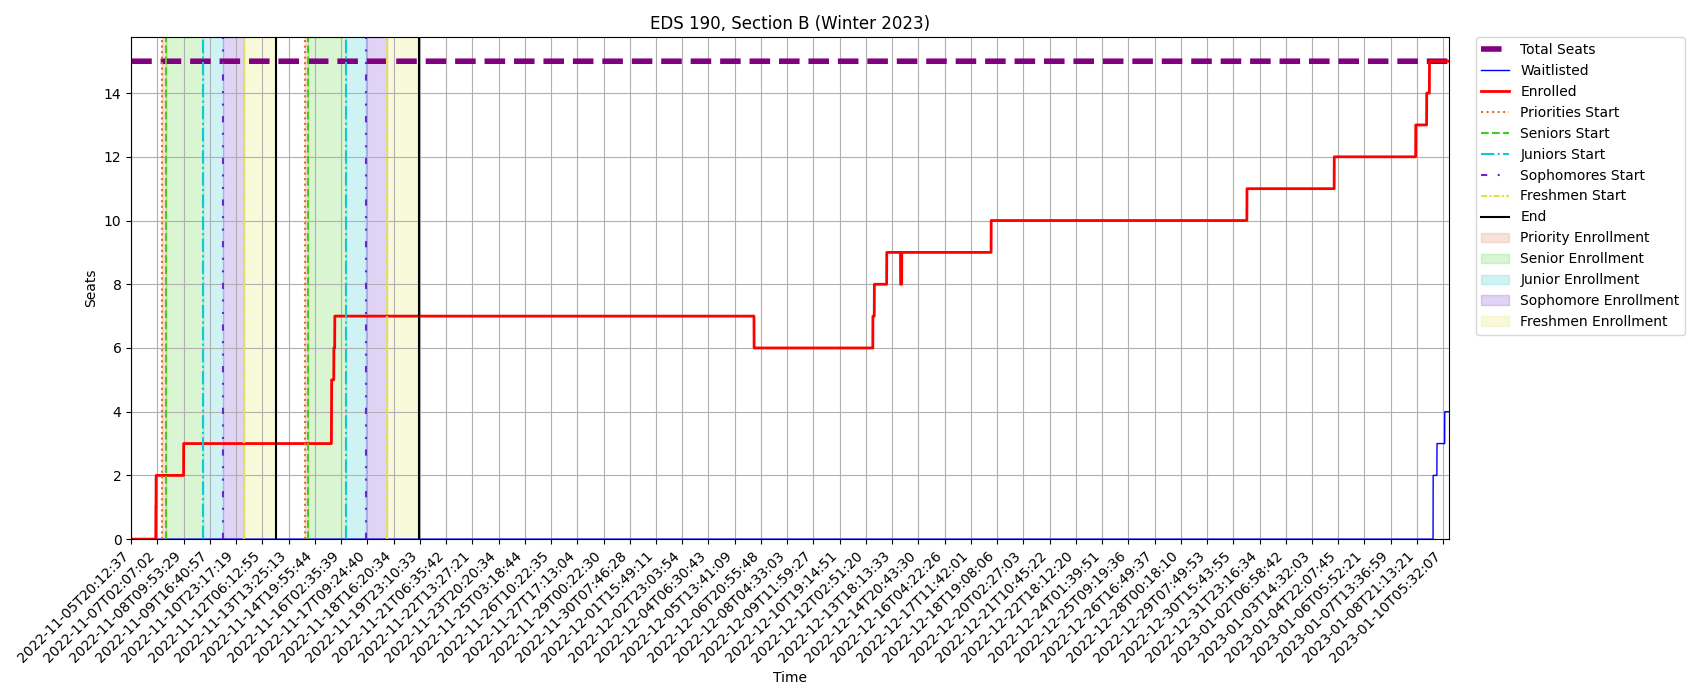 EDS 190, Section B (Winter 2023)
Total Seats
Waitlisted
Enrolled
Priorities Start
Seniors Start
Juniors Start
Sophomores Start
Freshmen Start
End
Priority Enrollment
Senior Enrollment
Junior Enrollment
Sophomore Enrollment
Freshmen Enrollment
Seats
14
12
10
8
6
4
2
0
2022-11-05T20:12:37
2022-11-07T02:07:02
2022-11-08T09:53:29
2022-11-09T16:40:57
2022-11-10T23:17:19
2022-11-12T06:12:55
2022-11-13T13:25:13
2022-11-14T19:55:44
2022-11-16T02:35:39
2022-11-17T09:24:40
2022-11-18T16:20:34
2022-11-19T23:10:33
2022-11-21T06:35:42
2022-11-22T13:27:21
2022-11-23T20:20:34
2022-11-25T03:18:44
2022-11-26T10:22:35
2022-11-27T17:13:04
2022-11-29T00:22:30
2022-11-30T07:46:28
2022-12-01T15:49:11
2022-12-02T23:03:54
2022-12-04T06:30:43
2022-12-05T13:41:09
2022-12-06T20:55:48
2022-12-08T04:33:03
2022-12-09T11:59:27
2022-12-10T19:14:51
2022-12-12T02:51:20
2022-12-13T18:13:33
2022-12-14T20:43:30
2022-12-16T04:22:26
2022-12-17T11:42:01
2022-12-18T19:08:06
2022-12-20T02:27:03
2022-12-21T10:45:22
2022-12-22T18:12:20
2022-12-24T01:39:51
2022-12-25T09:19:36
2022-12-26T16:49:37
2022-12-28T00:18:10
2022-12-29T07:49:53
2022-12-30T15:43:55
2022-12-31T23:16:34
2023-01-02T06:58:42
2023-01-03T14:32:03
2023-01-04T22:07:45
2023-01-06T05:52:21
2023-01-07T13:36:59
2023-01-08T21:13:21
2023-01-10T05:32:07
Time